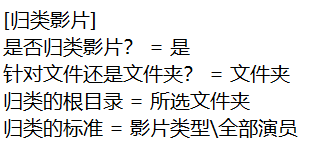 [归类影片]
是否归类影片？ = 是
针对文件还是文件夹？ = 文件夹
归类的根目录 = 所选文件夹
归类的标准 = 影片类型\全部演员